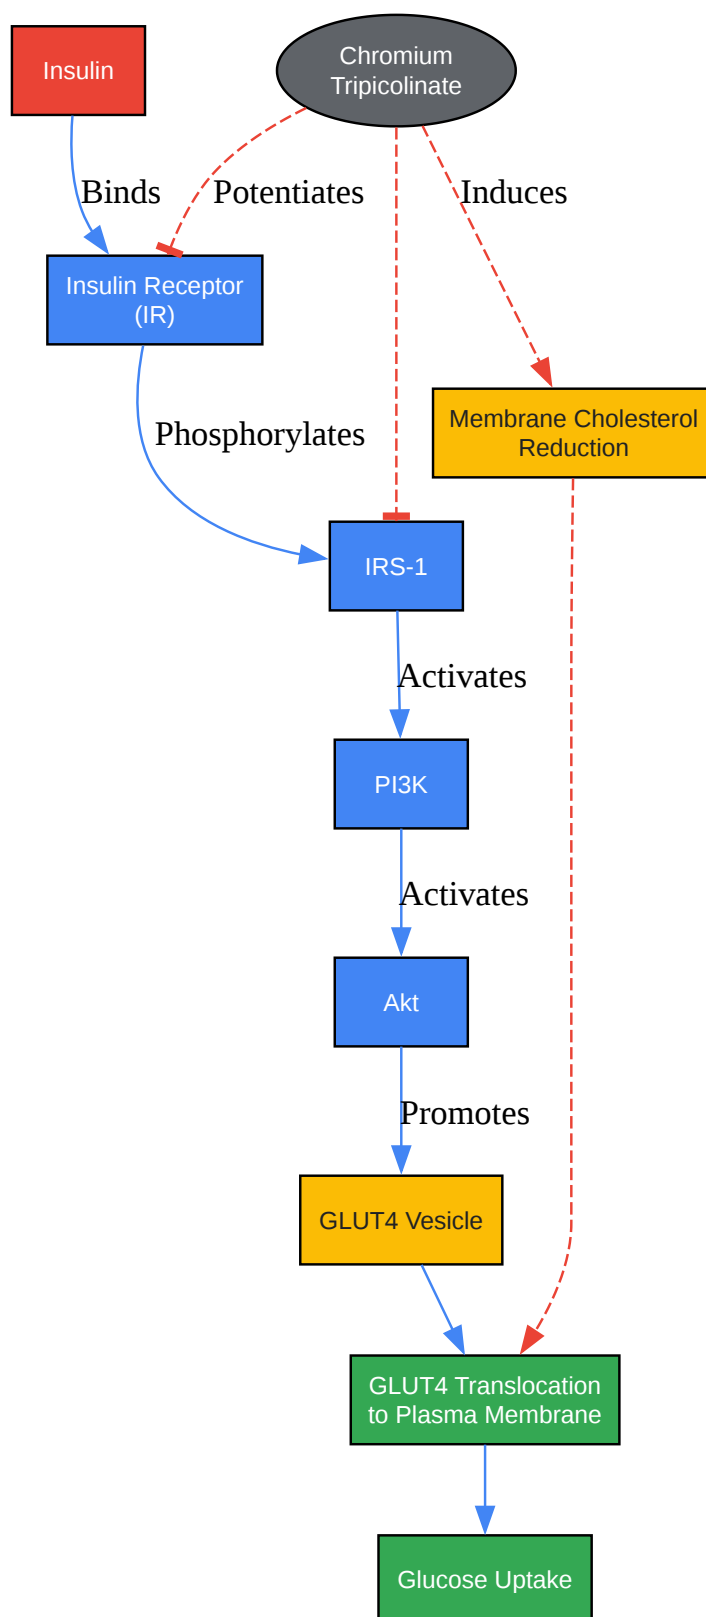 Insulin
Chromium
Tripicolinate
Binds
Potentiates
Induces
Insulin Receptor
(IR)
Membrane Cholesterol
Reduction
Phosphorylates
IRS-1
Activates
PI3K
Activates
Akt
Promotes
GLUT4 Vesicle
GLUT4 Translocation
to Plasma Membrane
Glucose Uptake